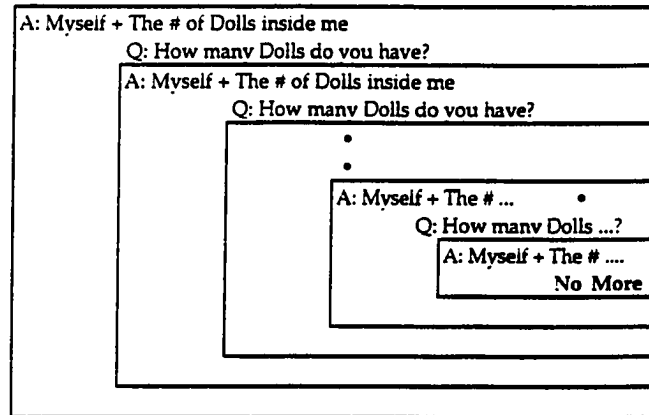 A: Myself + The # of Dolls inside me
Q: How many Dolls do you have?
A: Myself + The # of Dolls inside me
Q: How many Dolls do you have?
A: Myself + The # ...
Q: How many Dolls ...?
A: Myself + The # ....
No More